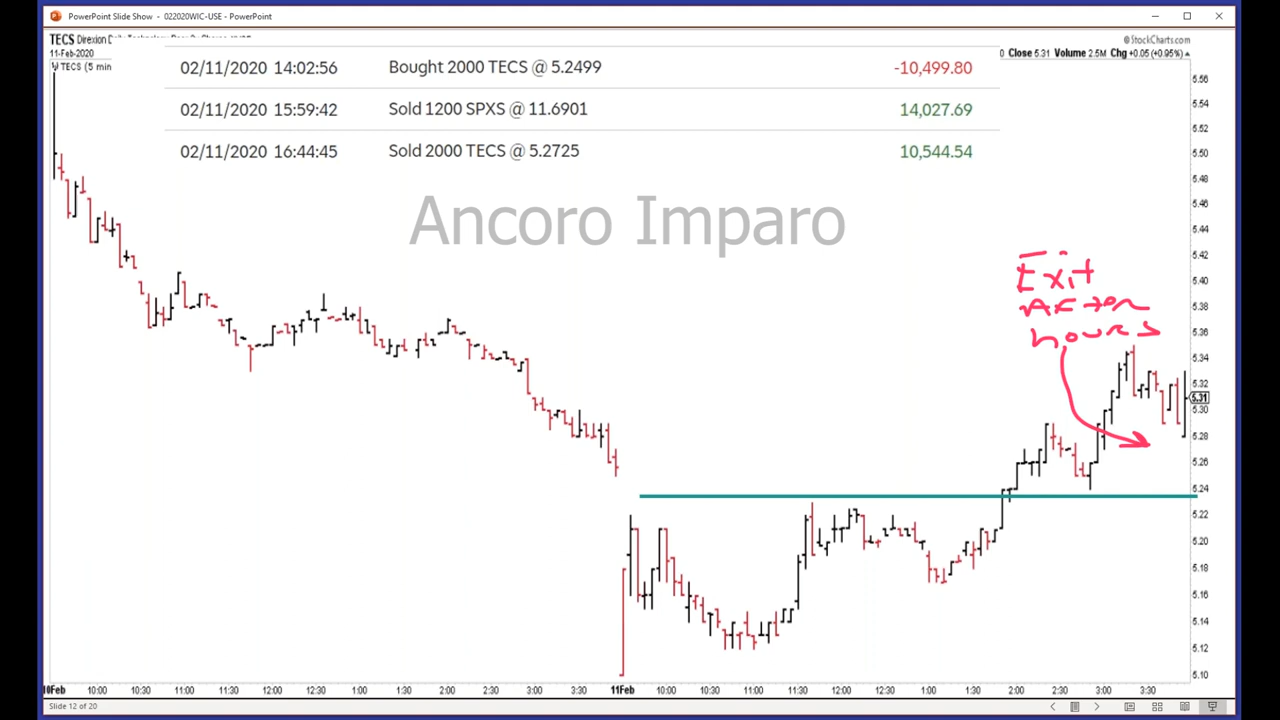 PowerPoint Slide Show - 022020WIC-USE - PowerPoint
TECS Direxion
©StockCharts.com
11-Feb-2020
0 Close 5.31 Volume 2.5M Chg +0.05 (+0.95%)
TECS (5 min
02/11/2020 14:02:56 Bought 2000 TECS @ 5.2499 -10,499.80
02/11/2020 15:59:42 Sold 1200 SPXS @ 11.6901 14,027.69
02/11/2020 16:44:45 Sold 2000 TECS @ 5.2725 10,544.54
Ancoro Imparo
Exit
After
hours
5.56
5.54
5.52
5.50
5.48
5.46
5.44
5.42
5.40
5.38
5.36
5.34
5.32
5.31
5.30
5.28
5.26
5.24
5.22
5.20
5.18
5.16
5.14
5.12
5.10
10Feb 10:00 10:30 11:00 11:30 12:00 12:30 1:00 1:30 2:00 2:30 3:00 3:30 11Feb 10:00 10:30 11:00 11:30 12:00 12:30 1:00 1:30 2:00 2:30 3:00 3:30
Slide 12 of 20